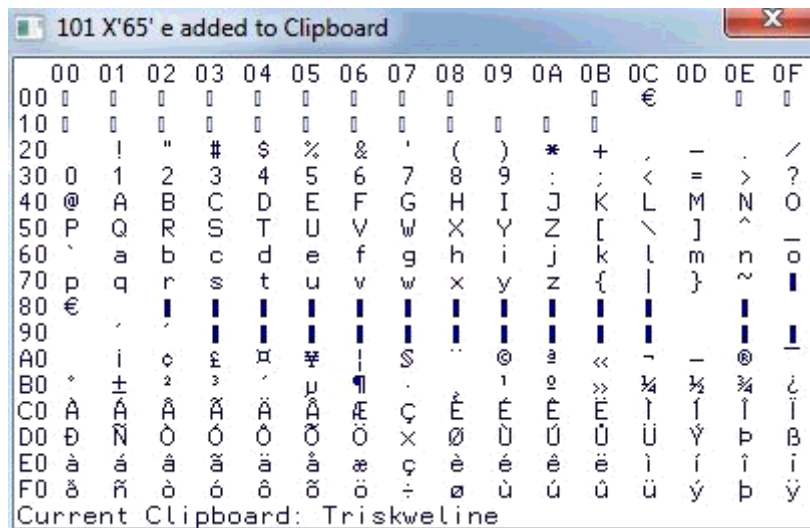 101 X'65' e added to Clipboard
00 01 02 03 04 05 06 07 08 09 0A 0B 0C 0D 0E 0F
00 ▯ ▯ ▯ ▯ ▯ ▯ ▯ ▯ ▯ ▯ € ▯ ▯
10 ▯ ▯ ▯ ▯ ▯ ▯ ▯ ▯ ▯ ▯ ▯ ▯
20 ! " # $ % & ' ( ) * + , - . /
30 0 1 2 3 4 5 6 7 8 9 : ; < = > ?
40 @ A B C D E F G H I J K L M N O
50 P Q R S T U V W X Y Z [ \ ] ^ _
60 ` a b c d e f g h i j k l m n o
70 p q r s t u v w x y z { | } ~ ▮
80 € ▮ ▮ ▮ ▮ ▮ ▮ ▮ ▮ ▮ ▮ ▮ ▮
90 ´ ´ ▮ ▮ ▮ ▮ ▮ ▮ ▮ ▮ ▮ ▮ ▮ ▮
A0 ¡ ¢ £ ¤ ¥ ¦ § ¨ © ª « ¬ - ® ¯
B0 ° ± ² ³ ´ µ ¶ · ¸ ¹ º » ¼ ½ ¾ ¿
C0 À Á Â Ã Ä Å Æ Ç È É Ê Ë Ì Í Î Ï
D0 Ð Ñ Ò Ó Ô Õ Ö × Ø Ù Ú Û Ü Ý Þ ß
E0 à á â ã ä å æ ç è é ê ë ì í î ï
F0 ð ñ ò ó ô õ ö ÷ ø ù ú û ü ý þ ÿ
Current Clipboard: Triskweline